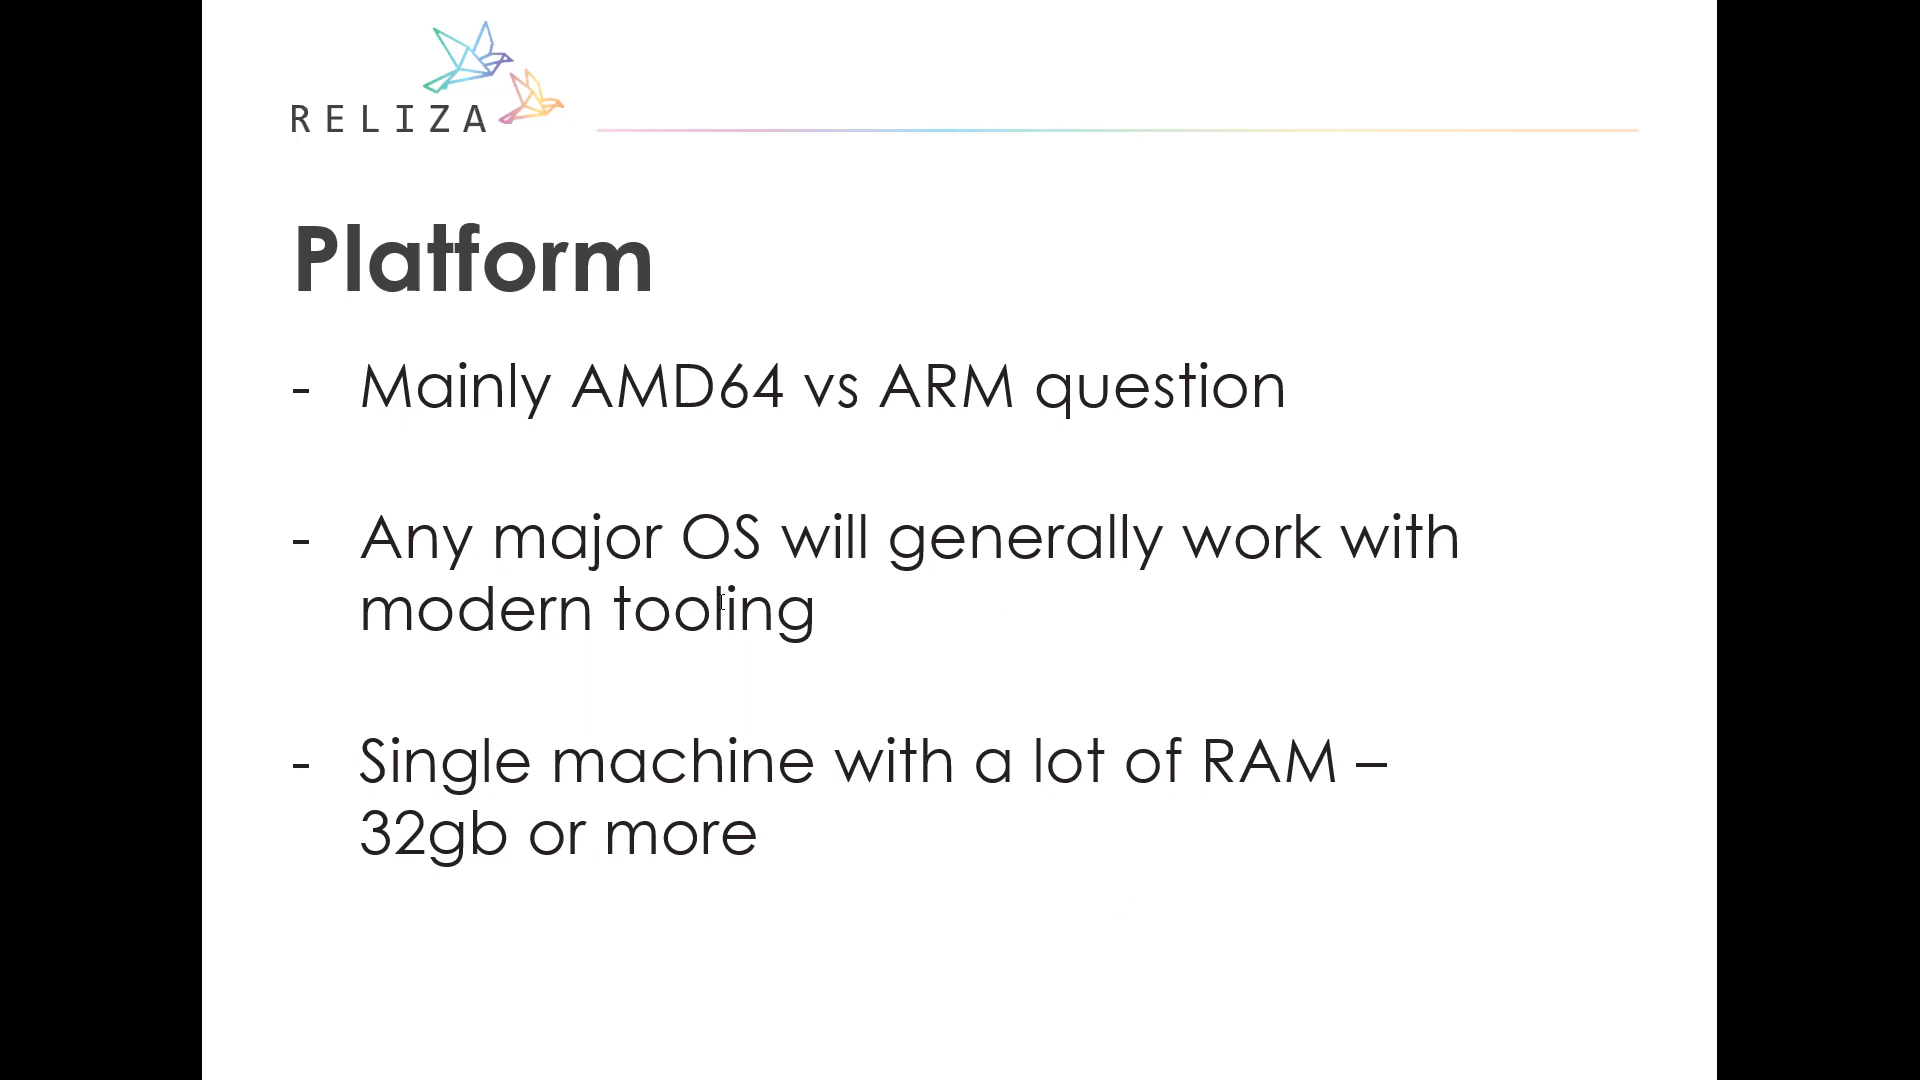 RELIZA
Platform
- Mainly AMD64 vs ARM question
- Any major OS will generally work with
modern tooling
- Single machine with a lot of RAM –
32gb or more